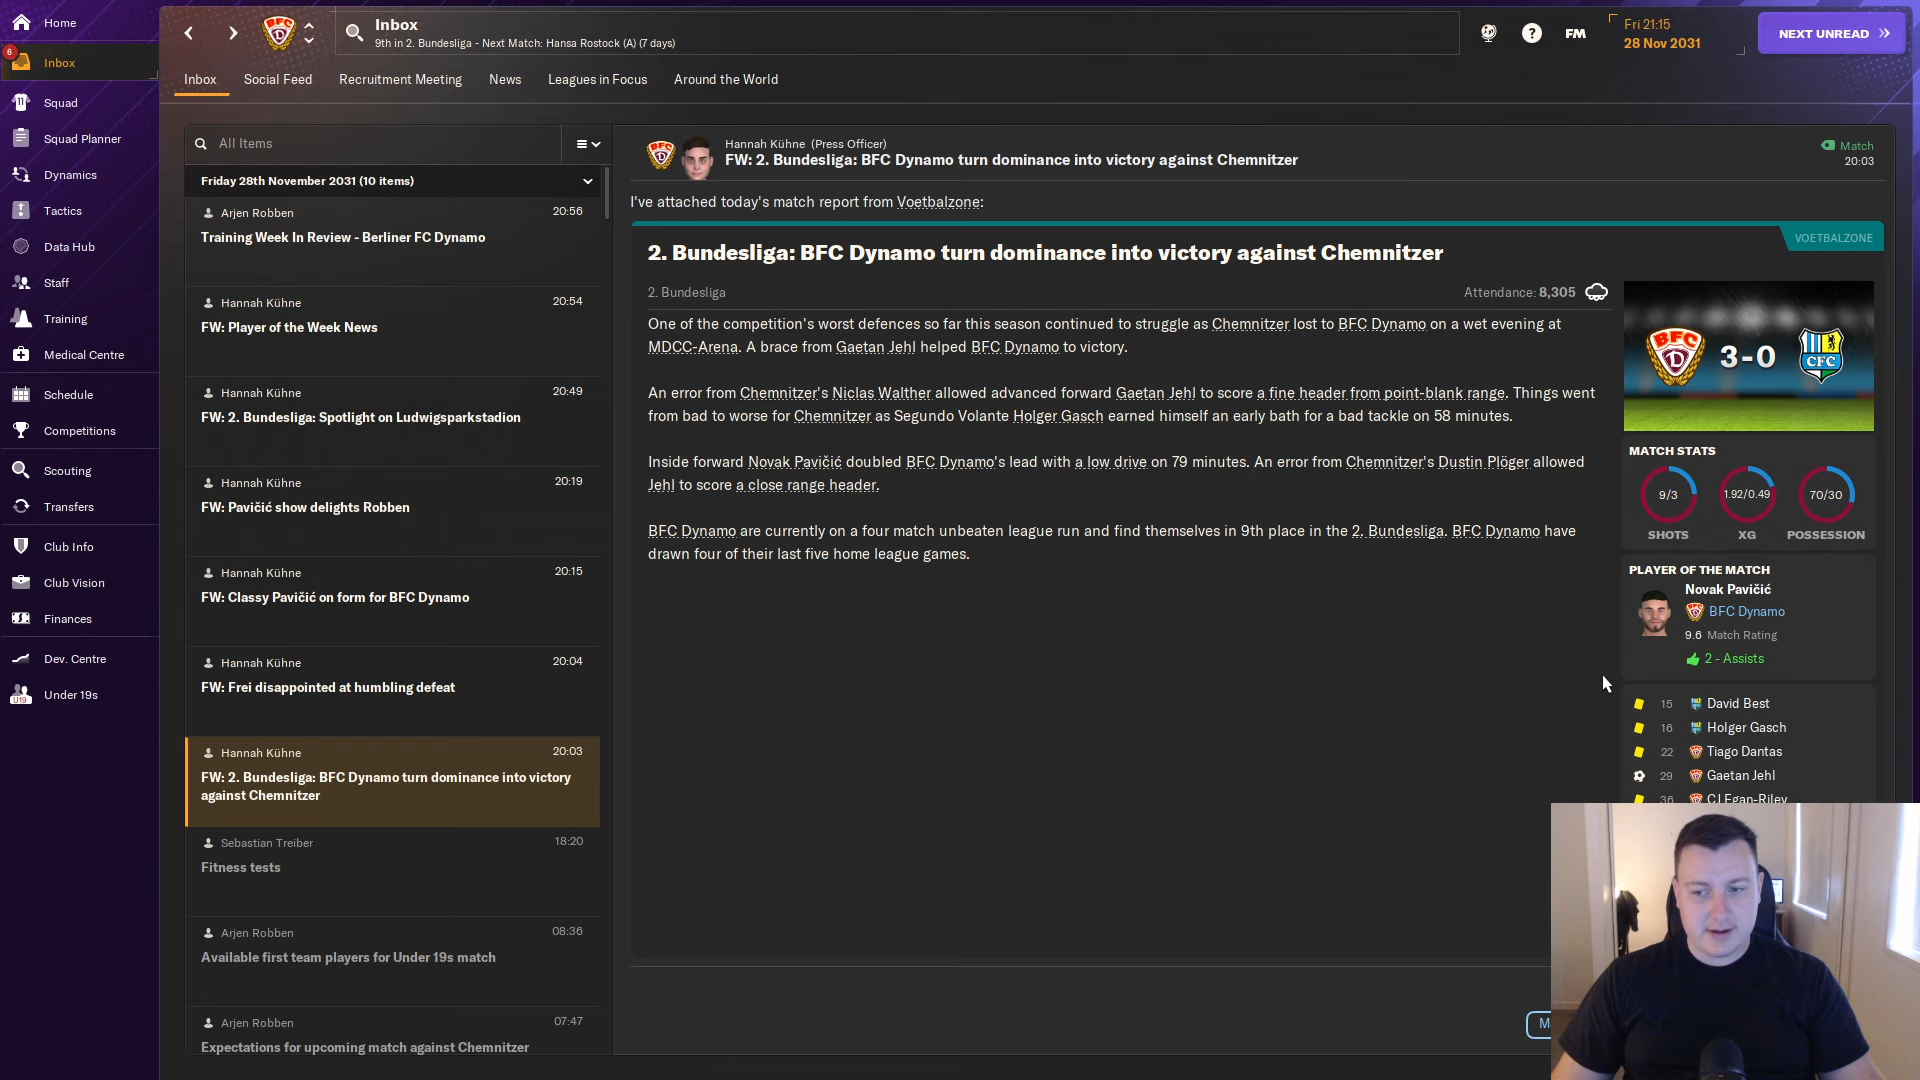 Home
6
Inbox
Squad
Squad Planner
Dynamics
Tactics
Data Hub
Staff
Training
Medical Centre
Schedule
Competitions
Scouting
Transfers
Club Info
Club Vision
Finances
Dev. Centre
U19
Under 19s
Inbox
9th in 2. Bundesliga - Next Match: Hansa Rostock (A) (7 days)
FM
Fri 21:15
28 Nov 2031
NEXT UNREAD
Inbox
Social Feed
Recruitment Meeting
News
Leagues in Focus
Around the World
All Items
Friday 28th November 2031 (10 items)
Arjen Robben
20:56
Training Week In Review - Berliner FC Dynamo
Hannah Kühne
20:54
FW: Player of the Week News
Hannah Kühne
20:49
FW: 2. Bundesliga: Spotlight on Ludwigsparkstadion
Hannah Kühne
20:19
FW: Pavičić show delights Robben
Hannah Kühne
20:15
FW: Classy Pavičić on form for BFC Dynamo
Hannah Kühne
20:04
FW: Frei disappointed at humbling defeat
Hannah Kühne
20:03
FW: 2. Bundesliga: BFC Dynamo turn dominance into victory
against Chemnitzer
Sebastian Treiber
18:20
Fitness tests
Arjen Robben
08:36
Available first team players for Under 19s match
Arjen Robben
07:47
Expectations for upcoming match against Chemnitzer
Hannah Kühne (Press Officer)
FW: 2. Bundesliga: BFC Dynamo turn dominance into victory against Chemnitzer
Match
20:03
I've attached today's match report from Voetbalzone:
VOETBALZONE
2. Bundesliga: BFC Dynamo turn dominance into victory against Chemnitzer
2. Bundesliga
Attendance: 8,305
One of the competition's worst defences so far this season continued to struggle as Chemnitzer lost to BFC Dynamo on a wet evening at
MDCC-Arena. A brace from Gaetan Jehl helped BFC Dynamo to victory.
An error from Chemnitzer's Niclas Walther allowed advanced forward Gaetan Jehl to score a fine header from point-blank range. Things went
from bad to worse for Chemnitzer as Segundo Volante Holger Gasch earned himself an early bath for a bad tackle on 58 minutes.
Inside forward Novak Pavičić doubled BFC Dynamo's lead with a low drive on 79 minutes. An error from Chemnitzer's Dustin Plöger allowed
Jehl to score a close range header.
BFC Dynamo are currently on a four match unbeaten league run and find themselves in 9th place in the 2. Bundesliga. BFC Dynamo have
drawn four of their last five home league games.
BFC
D
3-0
CFC
MATCH STATS
9/3
1.92/0.49
70/30
SHOTS
XG
POSSESSION
PLAYER OF THE MATCH
Novak Pavičić
BFC Dynamo
9.6 Match Rating
2 - Assists
15 David Best
16 Holger Gasch
22 Tiago Dantas
29 Gaetan Jehl
36 CJ Egan-Riley